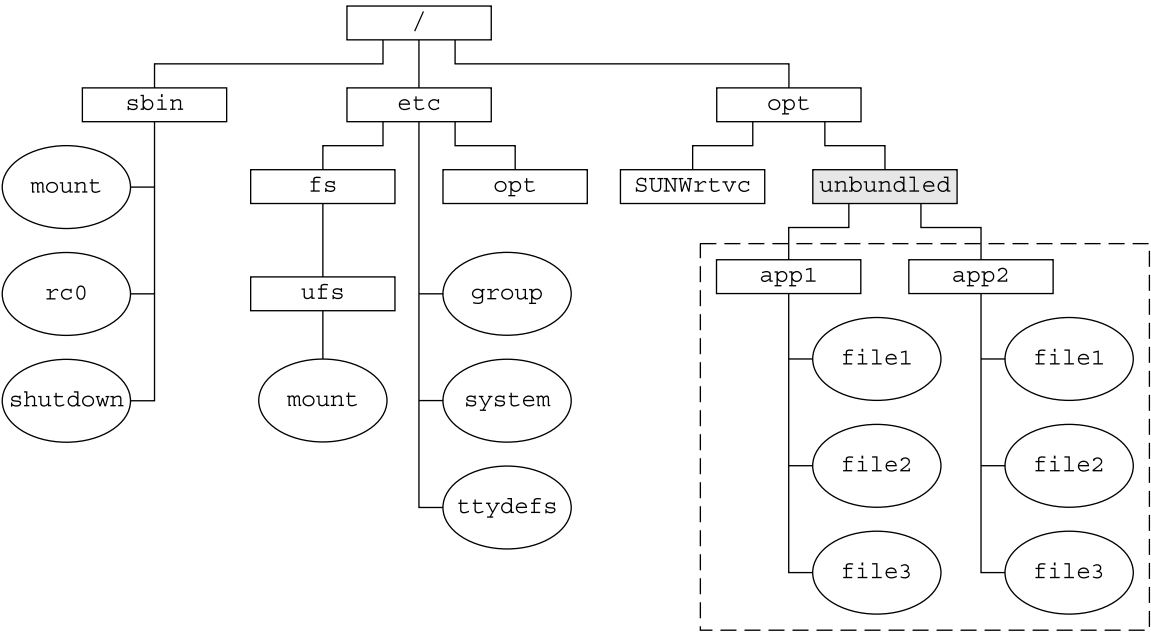 /
sbin
etc
opt
mount
fs
opt
SUNWrtvc
unbundled
rc0
ufs
group
app1
app2
shutdown
mount
system
file1
file1
ttydefs
file2
file2
file3
file3